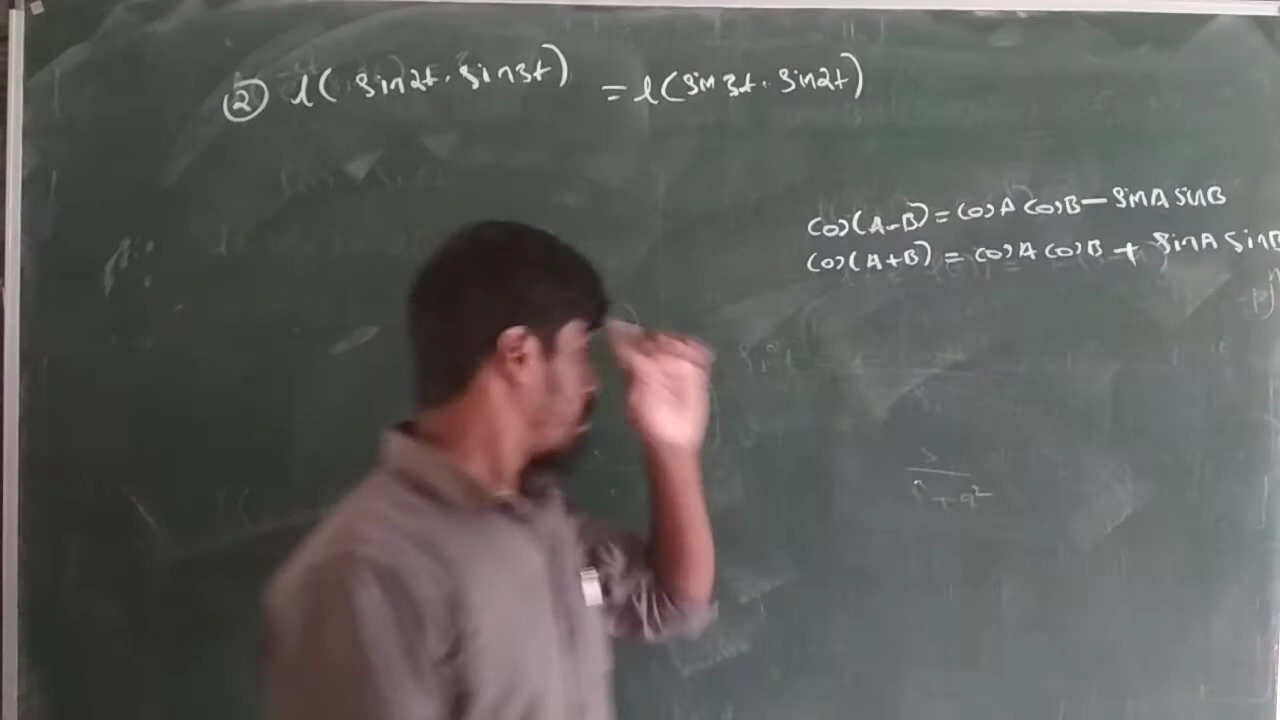 ② L(sin2t. sin3t) = L(sin3t. sin2t)
cos(A-B) = cosA cosB - sinA sinB
cos(A+B) = cosA cosB + sinA sinB